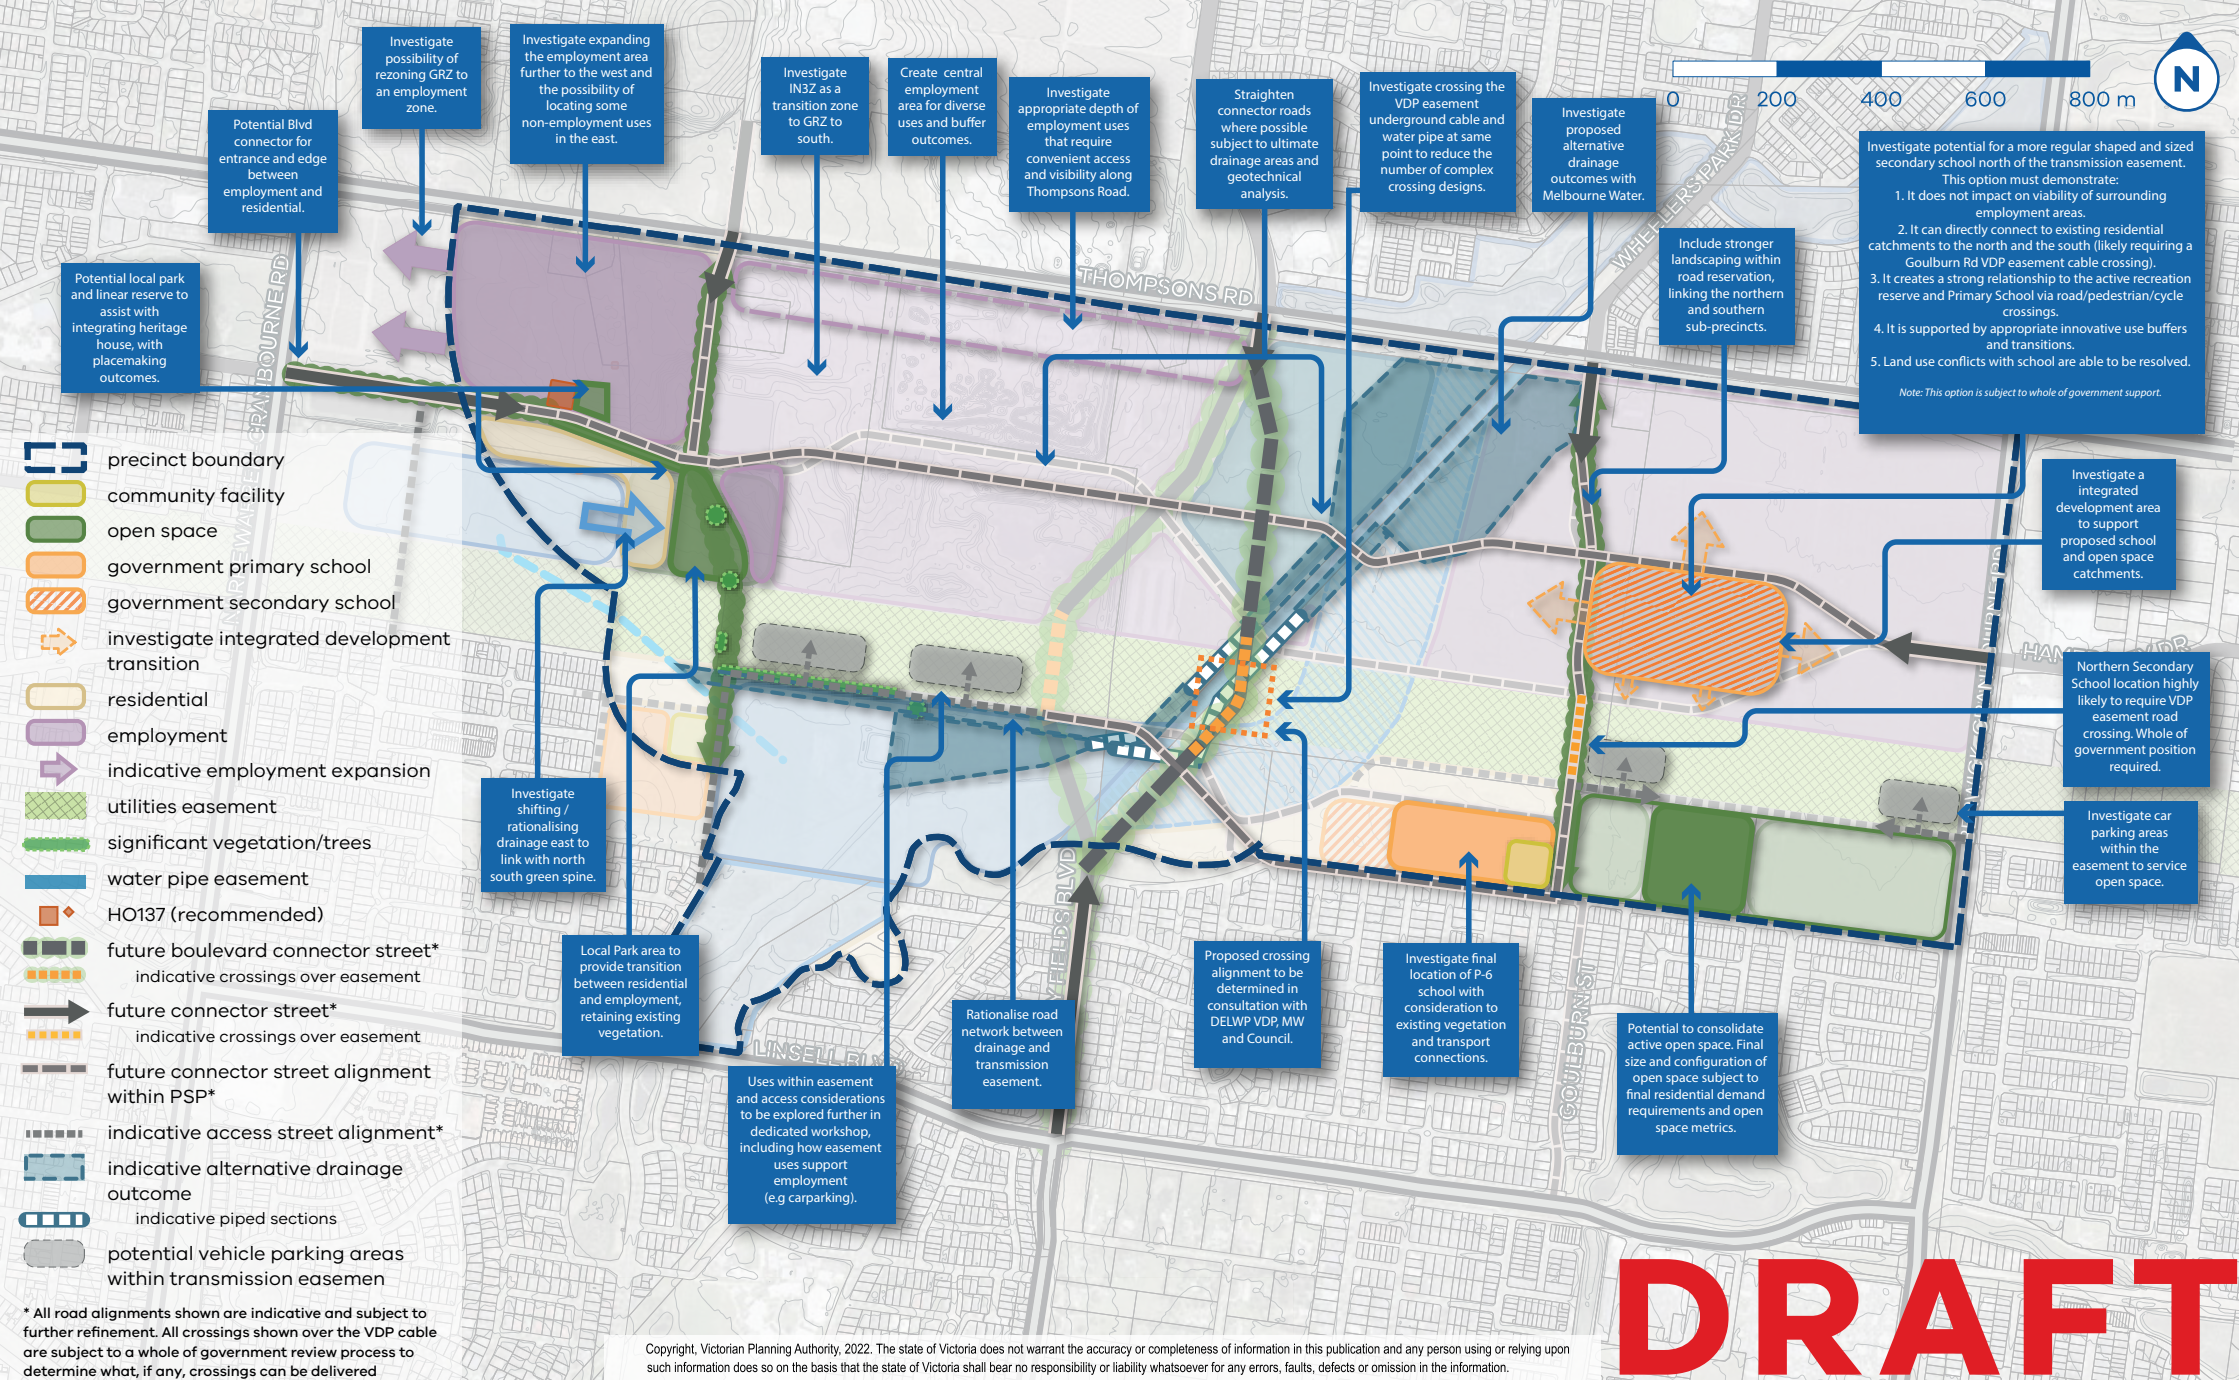 Investigate
possibility of
rezoning GRZ to
an employment
zone.
Investigate expanding
the employment area
further to the west and
the possibility of
locating some
non-employment uses
in the east.
Investigate
IN3Z as a
transition zone
to GRZ to
south.
Create central
employment
area for diverse
uses and buffer
outcomes.
Investigate
appropriate depth of
employment uses
that require
convenient access
and visibility along
Thompsons Road.
Straighten
connector roads
where possible
subject to ultimate
drainage areas and
geotechnical
analysis.
Investigate crossing the
VDP easement
underground cable and
water pipe at same
point to reduce the
number of complex
crossing designs.
Investigate
proposed
alternative
drainage
outcomes with
Melbourne Water.
0 200 400 600 800 m
N
Potential Blvd
connector for
entrance and edge
between
employment and
residential.
Potential local park
and linear reserve to
assist with
integrating heritage
house, with
placemaking
outcomes.
Include stronger
landscaping within
road reservation,
linking the northern
and southern
sub-precincts.
Investigate potential for a more regular shaped and sized
secondary school north of the transmission easement.
This option must demonstrate:
1. It does not impact on viability of surrounding
employment areas.
2. It can directly connect to existing residential
catchments to the north and the south (likely requiring a
Goulburn Rd VDP easement cable crossing).
3. It creates a strong relationship to the active recreation
reserve and Primary School via road/pedestrian/cycle
crossings.
4. It is supported by appropriate innovative use buffers
and transitions.
5. Land use conflicts with school are able to be resolved.
Note: This option is subject to whole of government support.
WHEELERS PARK DR
THOMPSONS RD
Investigate a
integrated
development area
to support
proposed school
and open space
catchments.
Northern Secondary
School location highly
likely to require VDP
easement road
crossing. Whole of
government position
required.
Investigate car
parking areas
within the
easement to service
open space.
precinct boundary
community facility
open space
government primary school
government secondary school
investigate integrated development
transition
residential
employment
indicative employment expansion
utilities easement
significant vegetation/trees
water pipe easement
HO137 (recommended)
future boulevard connector street*
indicative crossings over easement
future connector street*
indicative crossings over easement
future connector street alignment
within PSP*
indicative access street alignment*
indicative alternative drainage
outcome
indicative piped sections
potential vehicle parking areas
within transmission easemen
* All road alignments shown are indicative and subject to
further refinement. All crossings shown over the VDP cable
are subject to a whole of government review process to
determine what, if any, crossings can be delivered
Investigate
shifting /
rationalising
drainage east to
link with north
south green spine.
Local Park area to
provide transition
between residential
and employment,
retaining existing
vegetation.
LINSELL BLVD
Uses within easement
and access considerations
to be explored further in
dedicated workshop,
including how easement
uses support
employment
(e.g carparking).
Rationalise road
network between
drainage and
transmission
easement.
FIELDS BLVD
Proposed crossing
alignment to be
determined in
consultation with
DELWP VDP, MW
and Council.
Investigate final
location of P-6
school with
consideration to
existing vegetation
and transport
connections.
GOULBURN ST
Potential to consolidate
active open space. Final
size and configuration of
open space subject to
final residential demand
requirements and open
space metrics.
Copyright, Victorian Planning Authority, 2022. The state of Victoria does not warrant the accuracy or completeness of information in this publication and any person using or relying upon
such information does so on the basis that the state of Victoria shall bear no responsibility or liability whatsoever for any errors, faults, defects or omission in the information.
DRAFT